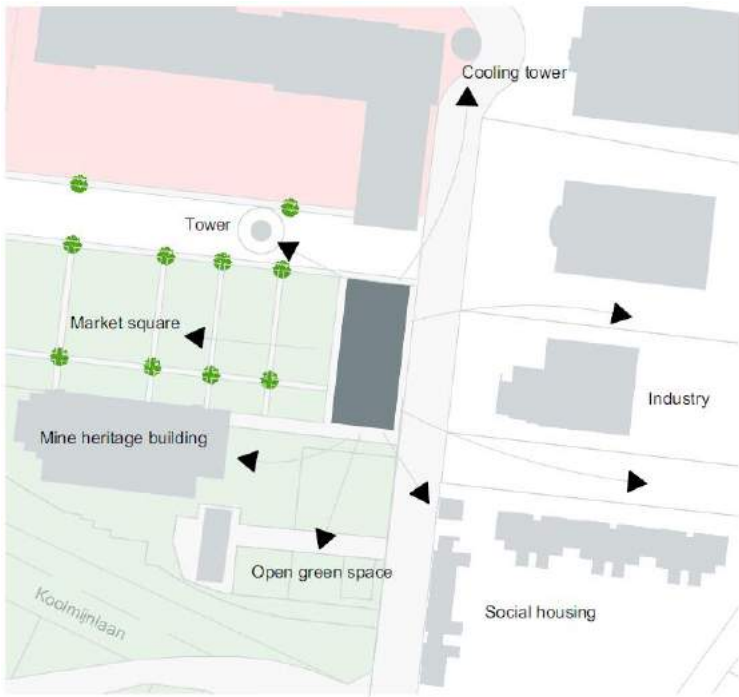 Cooling tower
Tower
Market square
Industry
Mine heritage building
Open green space
Koolmijnlaan
Social housing